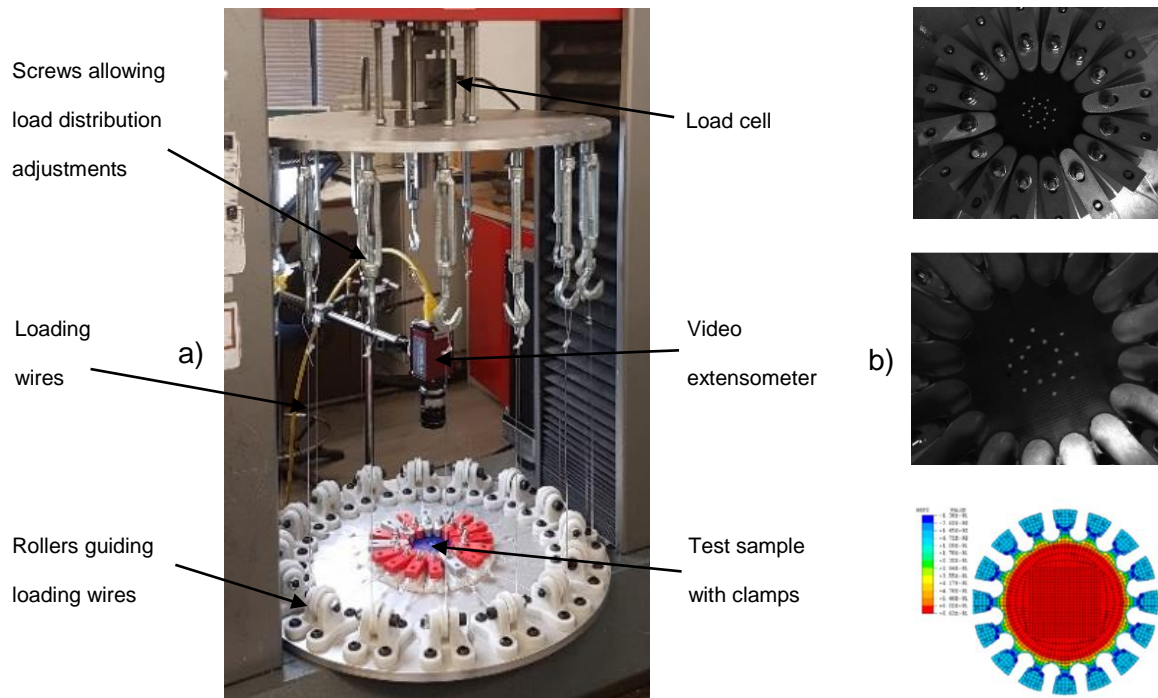 Screws allowing
load distribution
adjustments
Load cell
Loading
wires
a)
Video
extensometer
b)
Rollers guiding
loading wires
Test sample
with clamps
VALUE